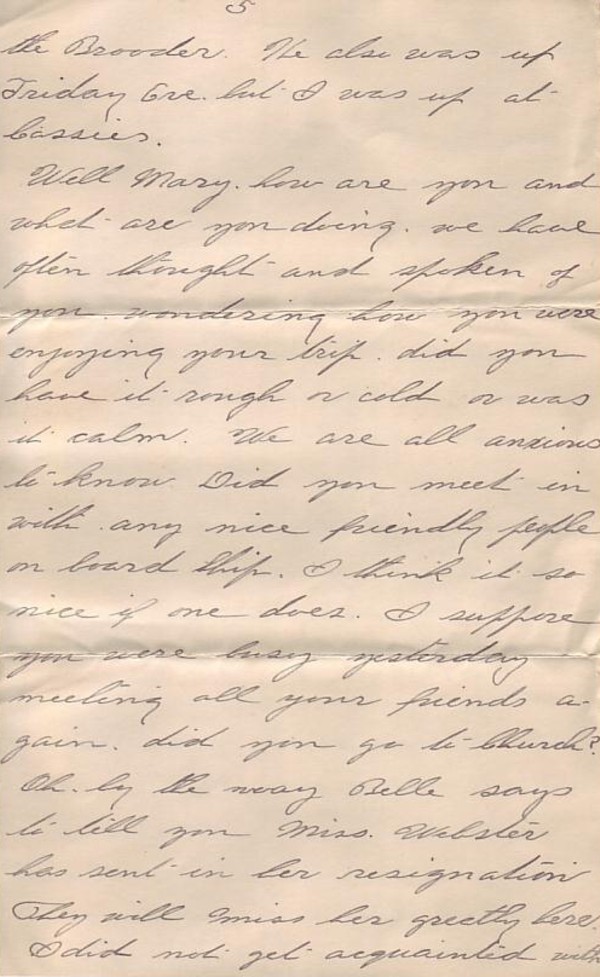 5
the Brooder. He also was up
Friday Eve. but I was up at
Cassies.
Well Mary. how are you and
what are you doing. we have
often thought and spoken of
you. wondering how you were
enjoying your trip. did you
have it rough or cold or was
it calm. We are all anxious
to know Did you meet in
with any nice friendly people
on board ship. I think it so
nice if one does. I suppose
you were busy yesterday
meeting all your friends a-
gain. did you go to Church?
Oh. by the way Belle says
to tell you Miss. Webster
has sent in her resignation
They will miss her greetly here.
I did not get acquainted with